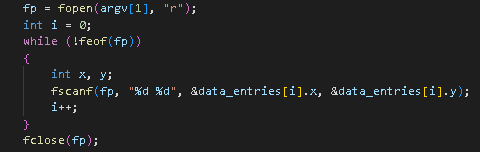 fp = fopen(argv[1], "r");
int i = 0;
while (!feof(fp))
{
int x, y;
fscanf(fp, "%d %d", &data_entries[i].x, &data_entries[i].y);
i++;
}
fclose(fp);